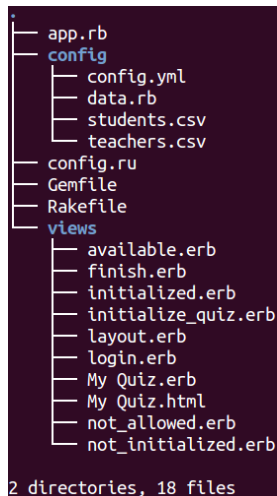 .
├── app.rb
├── config
│   ├── config.yml
│   ├── data.rb
│   ├── students.csv
│   └── teachers.csv
├── config.ru
├── Gemfile
├── Rakefile
└── views
    ├── available.erb
    ├── finish.erb
    ├── initialized.erb
    ├── initialize_quiz.erb
    ├── layout.erb
    ├── login.erb
    ├── My Quiz.erb
    ├── My Quiz.html
    ├── not_allowed.erb
    └── not_initialized.erb
2 directories, 18 files